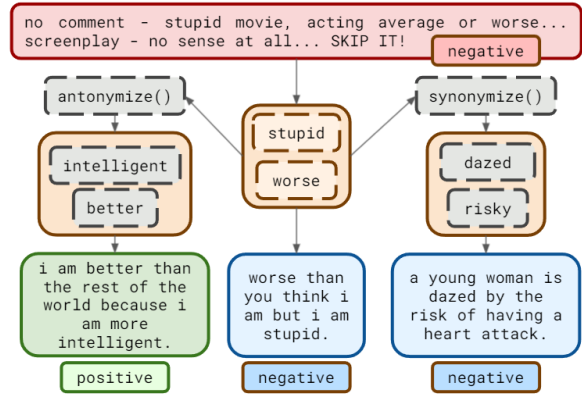 no comment - stupid movie, acting average or worse...
screenplay - no sense at all... SKIP IT!
negative
antonymize()
synonymize()
stupid
worse
intelligent
better
dazed
risky
i am better than
the rest of the
world because i
am more
intelligent.
worse than
you think i
am but i am
stupid.
a young woman is
dazed by the
risk of having a
heart attack.
positive
negative
negative